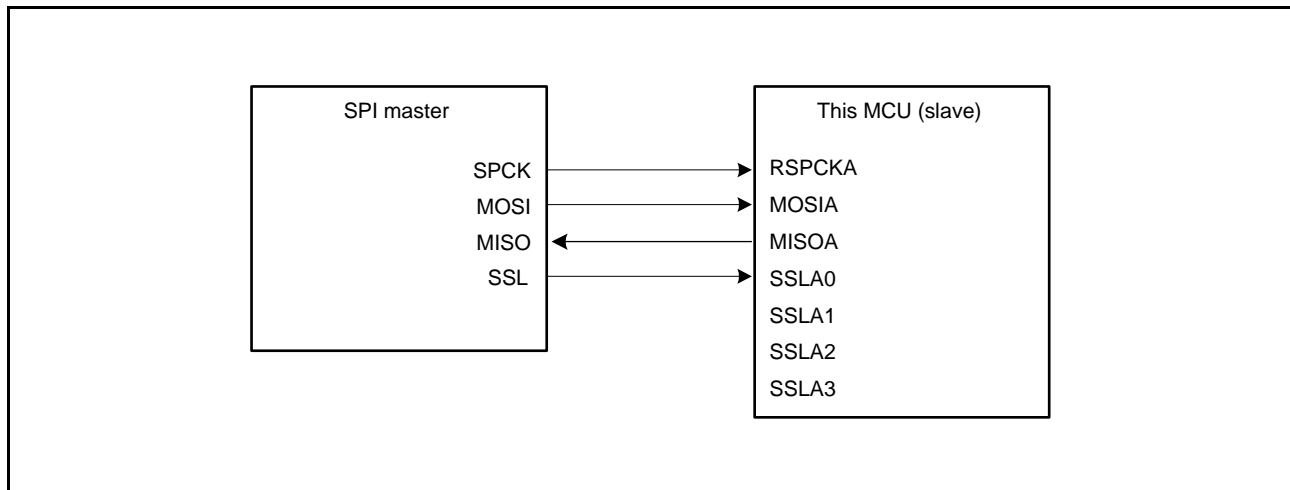 SPI master
SPCK
MOSI
MISO
SSL
This MCU (slave)
RSPCKA
MOSIA
MISOA
SSLA0
SSLA1
SSLA2
SSLA3